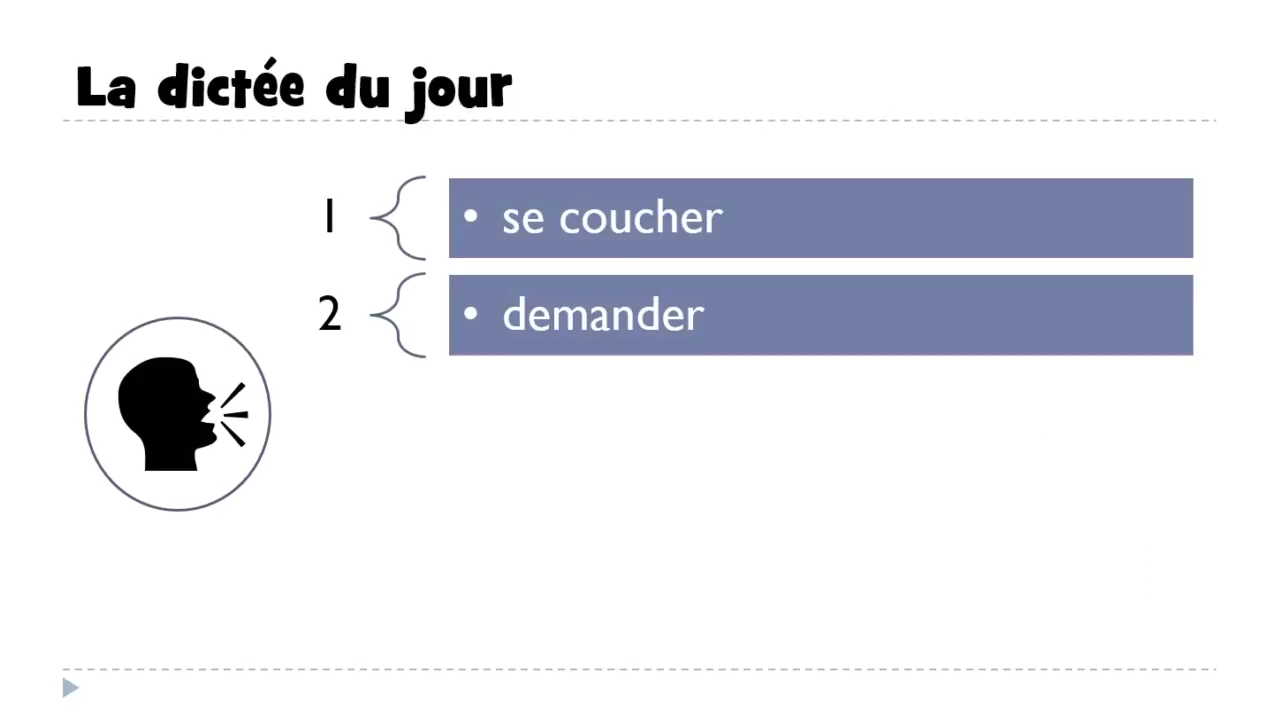 La dictée du jour
1
• se coucher
2
• demander